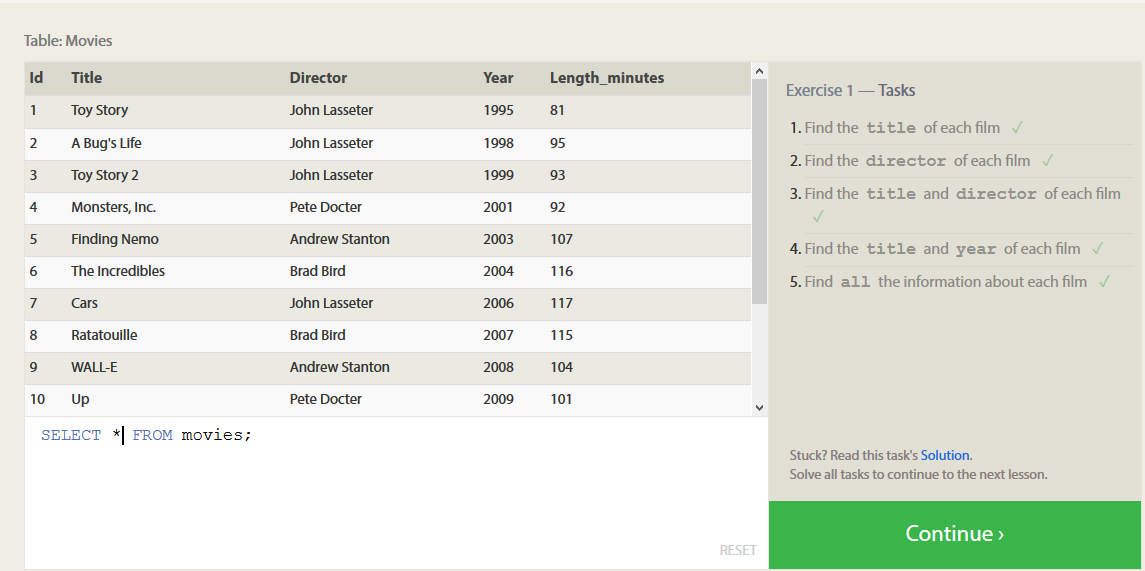 Table: Movies
Id Title Director Year Length_minutes
1 Toy Story John Lasseter 1995 81
2 A Bug's Life John Lasseter 1998 95
3 Toy Story 2 John Lasseter 1999 93
4 Monsters, Inc. Pete Docter 2001 92
5 Finding Nemo Andrew Stanton 2003 107
6 The Incredibles Brad Bird 2004 116
7 Cars John Lasseter 2006 117
8 Ratatouille Brad Bird 2007 115
9 WALL-E Andrew Stanton 2008 104
10 Up Pete Docter 2009 101
SELECT * FROM movies;
RESET
Exercise 1 — Tasks
1. Find the title of each film ✓
2. Find the director of each film ✓
3. Find the title and director of each film
✓
4. Find the title and year of each film ✓
5. Find all the information about each film ✓
Stuck? Read this task's Solution.
Solve all tasks to continue to the next lesson.
Continue ›